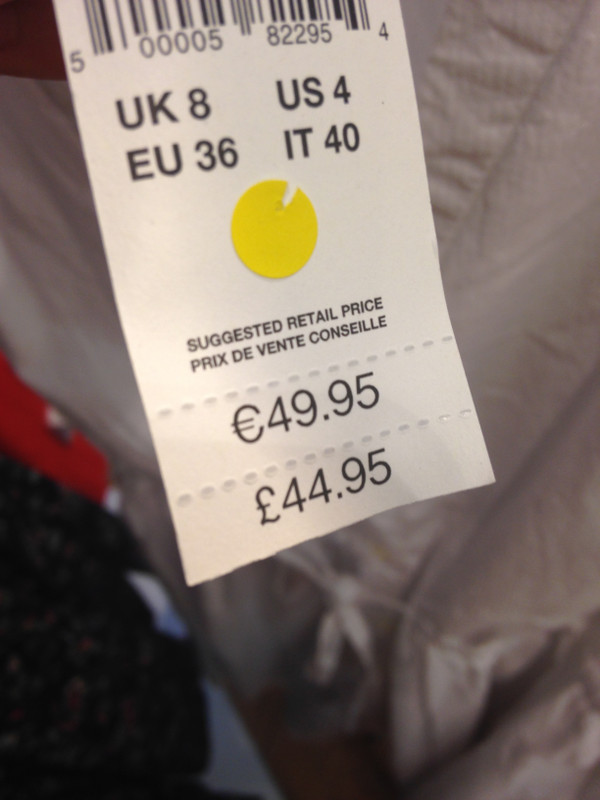 5 00005 82295 4
UK 8 US 4
EU 36 IT 40
SUGGESTED RETAIL PRICE
PRIX DE VENTE CONSEILLE
€49.95
£44.95